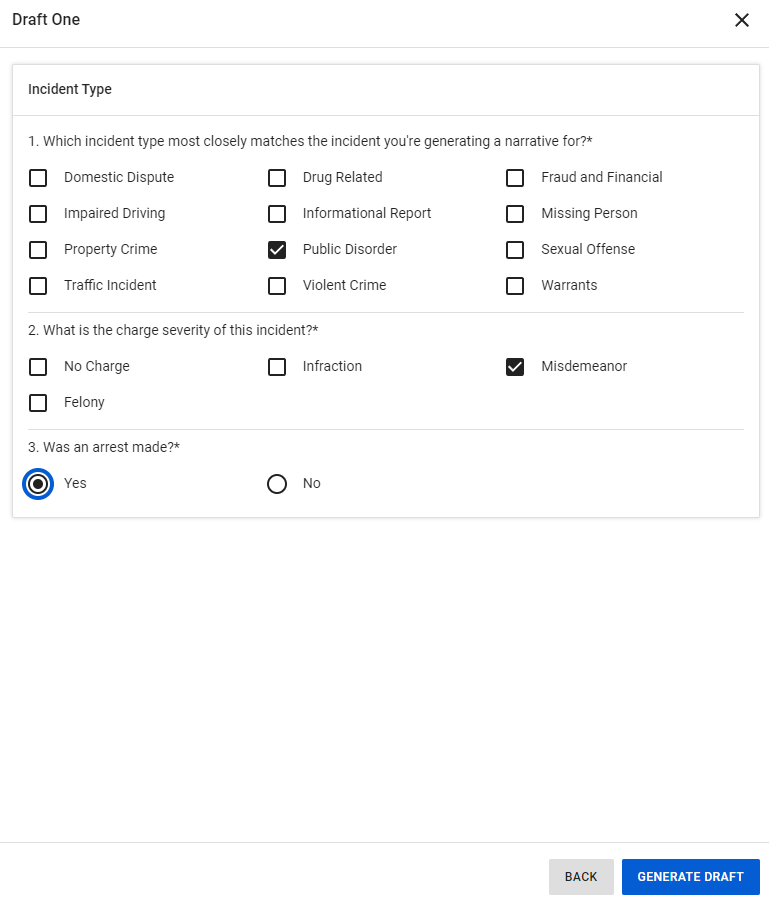 Draft One
Incident Type
1. Which incident type most closely matches the incident you're generating a narrative for?*
Domestic Dispute Drug Related Fraud and Financial
Impaired Driving Informational Report Missing Person
Property Crime Public Disorder Sexual Offense
Traffic Incident Violent Crime Warrants
2. What is the charge severity of this incident?*
No Charge Infraction Misdemeanor
Felony
3. Was an arrest made?*
Yes No
BACK GENERATE DRAFT